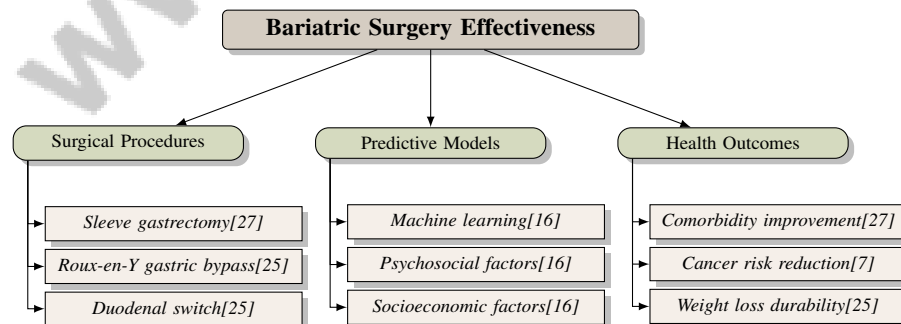 Bariatric Surgery Effectiveness
Surgical Procedures
Predictive Models
Health Outcomes
Sleeve gastrectomy[27]
Roux-en-Y gastric bypass[25]
Duodenal switch[25]
Machine learning[16]
Psychosocial factors[16]
Socioeconomic factors[16]
Comorbidity improvement[27]
Cancer risk reduction[7]
Weight loss durability[25]